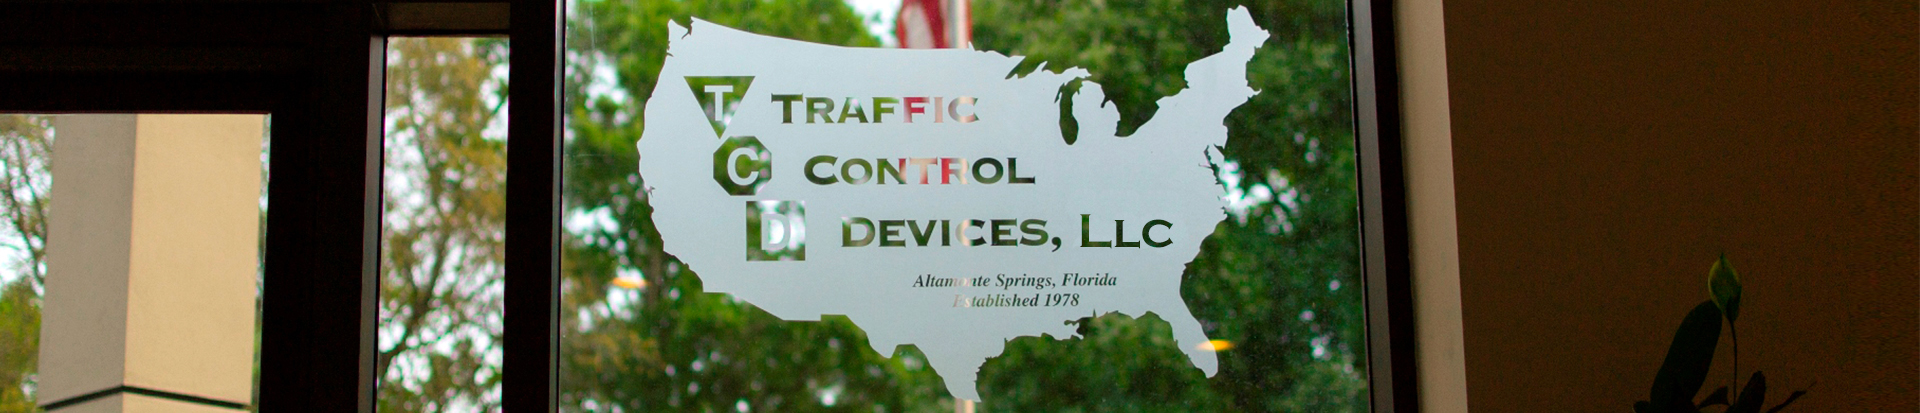 T Traffic
C Control
D Devices, LLC
Altamonte Springs, Florida
Established 1978